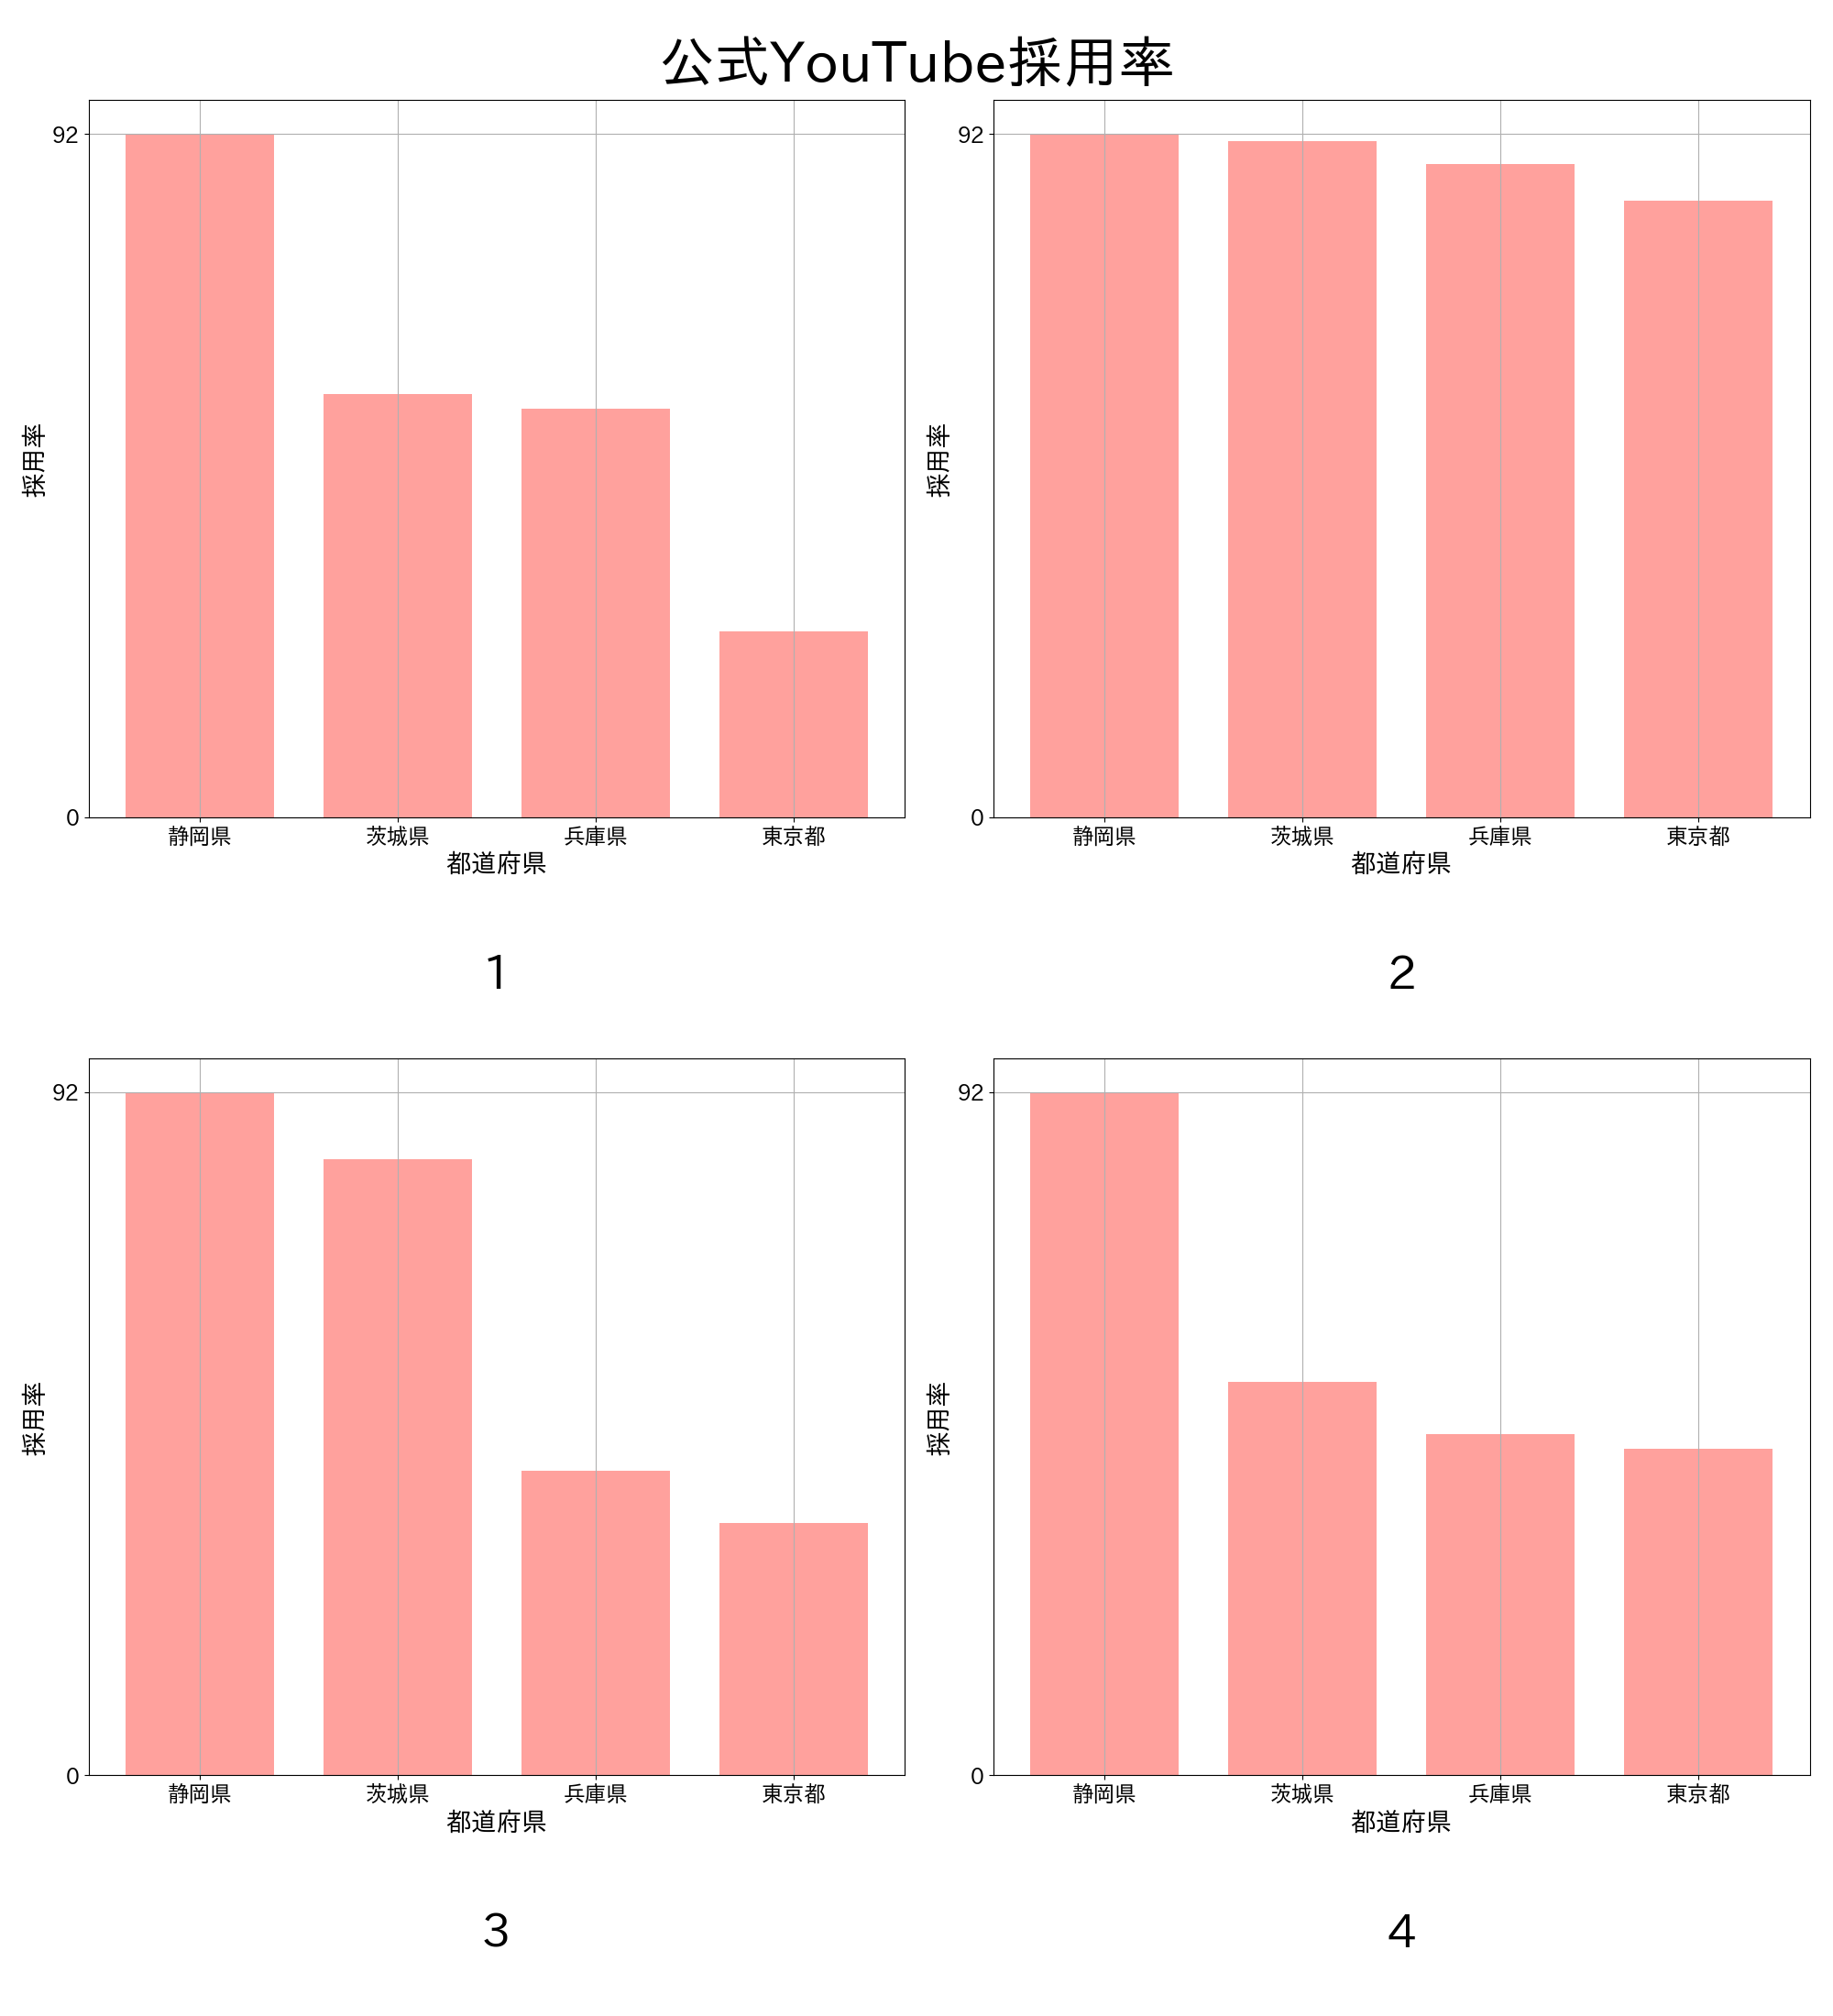 公式YouTube採用率
92
0
採用率
静岡県 茨城県 兵庫県 東京都
都道府県
1
92
0
採用率
静岡県 茨城県 兵庫県 東京都
都道府県
2
92
0
採用率
静岡県 茨城県 兵庫県 東京都
都道府県
3
92
0
採用率
静岡県 茨城県 兵庫県 東京都
都道府県
4